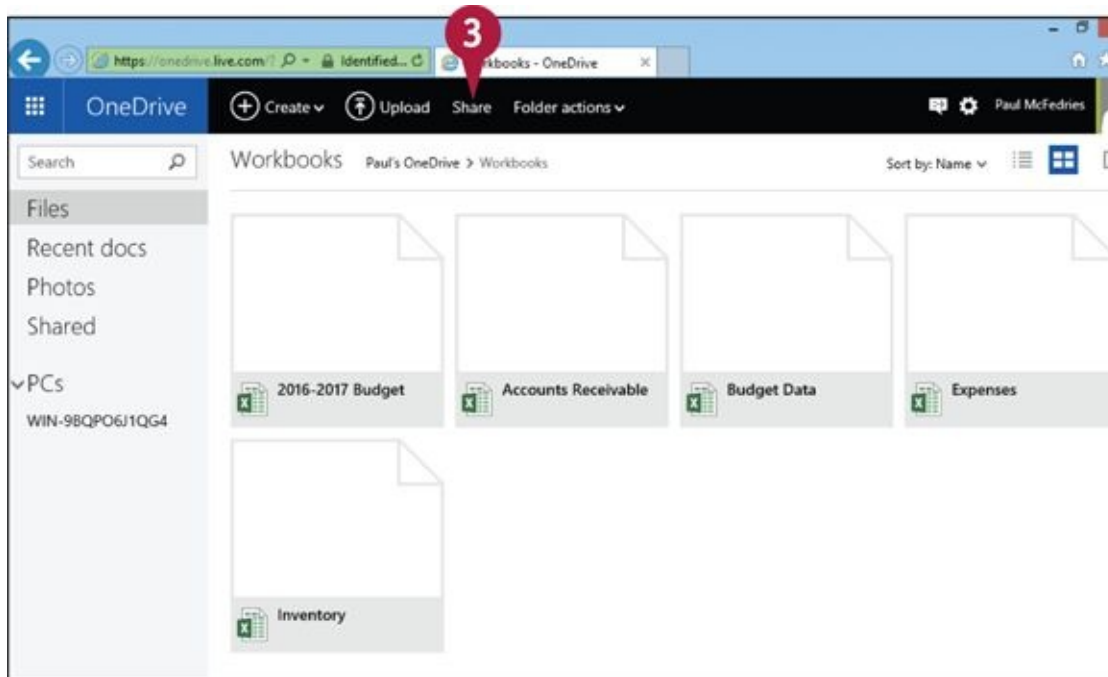 3
https://onedrive.live.com/? Identified... Workbooks - OneDrive
OneDrive Create Upload Share Folder actions Paul McFedries
Search Workbooks Paul's OneDrive > Workbooks Sort by: Name
Files
Recent docs
Photos
Shared
PCs
WIN-9BQPO6J1QG4
2016-2017 Budget Accounts Receivable Budget Data Expenses
Inventory